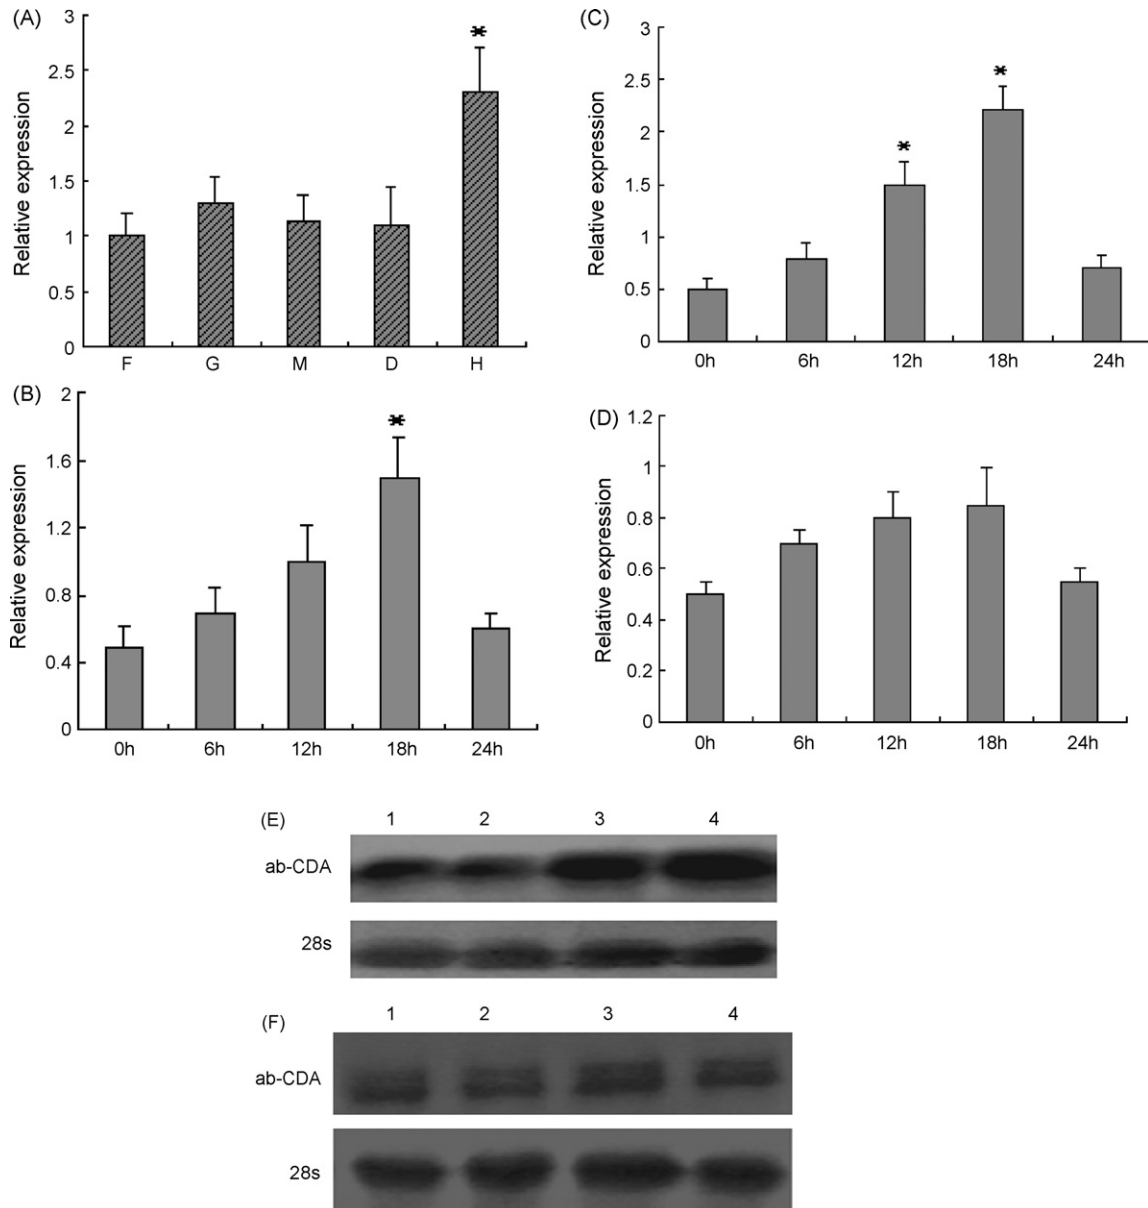 (A)
Relative expression
3
2.5
2
1.5
1
0.5
0
*
F G M D H
(C)
Relative expression
3
2.5
2
1.5
1
0.5
0
* *
0h 6h 12h 18h 24h
(B)
Relative expression
2
1.6
1.2
0.8
0.4
0
*
0h 6h 12h 18h 24h
(D)
Relative expression
1.2
1
0.8
0.6
0.4
0.2
0
0h 6h 12h 18h 24h
(E) 1 2 3 4
ab-CDA
28s
(F) 1 2 3 4
ab-CDA
28s